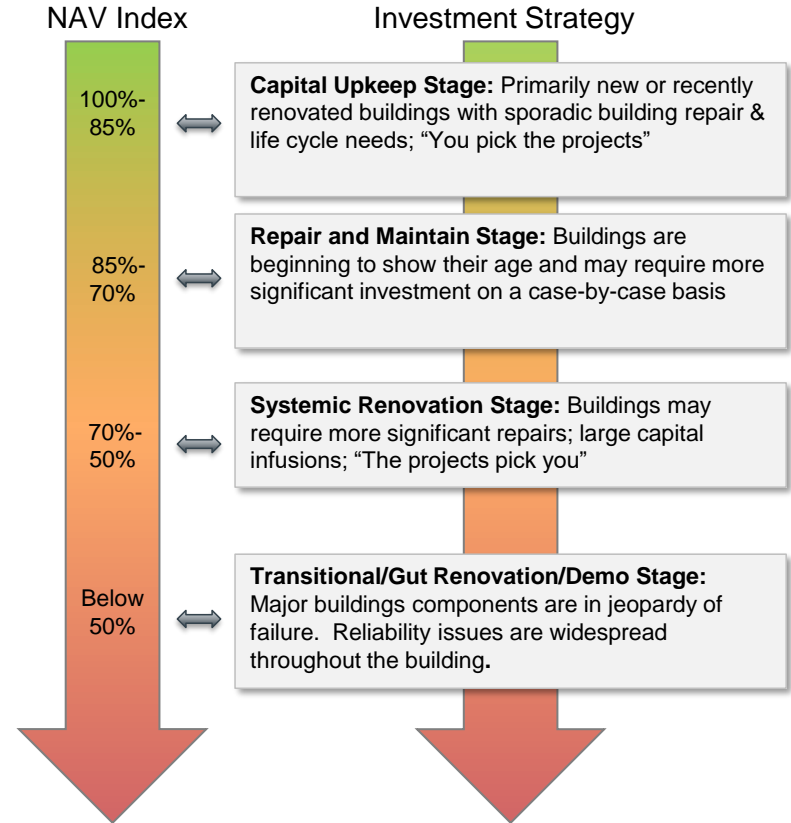 NAV Index
Investment Strategy
100%-
85%
Capital Upkeep Stage: Primarily new or recently
renovated buildings with sporadic building repair &
life cycle needs; “You pick the projects”
85%-
70%
Repair and Maintain Stage: Buildings are
beginning to show their age and may require more
significant investment on a case-by-case basis
70%-
50%
Systemic Renovation Stage: Buildings may
require more significant repairs; large capital
infusions; “The projects pick you”
Below
50%
Transitional/Gut Renovation/Demo Stage:
Major buildings components are in jeopardy of
failure.  Reliability issues are widespread
throughout the building.